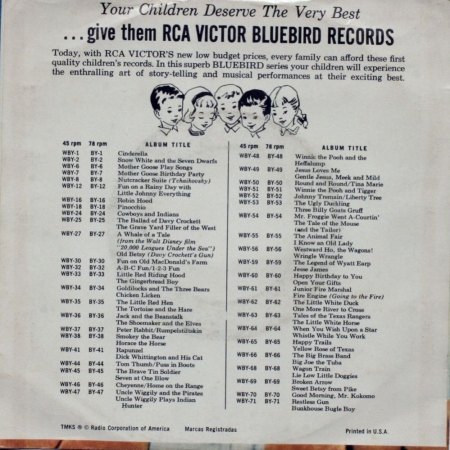 Your Children Deserve The Very Best
...give them RCA VICTOR BLUEBIRD RECORDS
Today, with RCA VICTOR'S new low budget prices, every family can afford these first
quality children's records. In this superb BLUEBIRD series your children will experience
the enthralling art of story-telling and musical performances at their exciting best.
45 rpm 78 rpm ALBUM TITLE
WBY-1 BY-1 Cinderella
WBY-2 BY-2 Snow White and the Seven Dwarfs
WBY-6 BY-6 Mother Goose Play Songs
WBY-7 BY-7 Mother Goose Birthday Party
WBY-8 BY-8 Nutcracker Suite (Tchaikovsky)
WBY-12 BY-12 Fun on a Rainy Day with
Little Johnny Everything
WBY-16 BY-16 Robin Hood
WBY-18 BY-18 Pinocchio
WBY-24 BY-24 Cowboys and Indians
WBY-25 BY-25 The Ballad of Davy Crockett
The Grave Yard Filler of the West
WBY-27 BY-27 A Whale of a Tale
(from the Walt Disney film
"20,000 Leagues Under the Sea")
Old Betsy (Davy Crockett's Gun)
WBY-30 BY-30 Fun on Old MacDonald's Farm
WBY-32 BY-32 A-B-C Fun/1-2-3 Fun
WBY-33 BY-33 Little Red Riding Hood
The Gingerbread Boy
WBY-34 BY-34 Goldilocks and The Three Bears
Chicken Licken
WBY-35 BY-35 The Little Red Hen
The Tortoise and the Hare
WBY-36 BY-36 Jack and the Beanstalk
The Shoemaker and the Elves
WBY-37 BY-37 Peter Rabbit/Rumpelstilskin
WBY-38 BY-38 Smokey the Bear
Horace the Horse
WBY-41 BY-41 Rapunzel
Dick Whittington and His Cat
WBY-44 BY-44 Tom Thumb/Puss in Boots
WBY-45 BY-45 The Brave Tin Soldier
Seven at One Blow
WBY-46 BY-46 Cheyenne/Home on the Range
WBY-47 BY-47 Uncle Wiggily and the Pirates
Uncle Wiggily Plays Indian
Hunter
45 rpm 78 rpm ALBUM TITLE
WBY-48 BY-48 Winnie the Pooh and the
Heffalump
WBY-49 BY-49 Jesus Loves Me
Gentle Jesus, Meek and Mild
WBY-50 BY-50 Round and Round/Tina Marie
WBY-51 BY-51 Winnie the Pooh and Tigger
WBY-52 BY-52 Johnny Tremain/Liberty Tree
WBY-53 BY-53 The Ugly Duckling
Three Billy Goats Gruff
WBY-54 BY-54 Mr. Froggie Went A-Courtin'
The Tale of the Mouse
(and the Tailor)
WBY-55 BY-55 The Animal Fair
I Know an Old Lady
WBY-56 BY-56 Westward Ho, the Wagons!
Wringle Wrangle
WBY-59 BY-59 The Legend of Wyatt Earp
Jesse James
WBY-60 BY-60 Happy Birthday to You
Open Your Gifts
WBY-61 BY-61 Junior Fire Marshal
Fire Engine (Going to the Fire)
WBY-62 BY-62 The Little White Duck
One More River to Cross
WBY-63 BY-63 Tales of the Texas Rangers
The Little White Horse
WBY-64 BY-64 When You Wish Upon a Star
Whistle While You Work
WBY-65 BY-65 Happy Trails
Yellow Rose of Texas
WBY-66 BY-66 The Big Brass Band
Big Joe the Tuba
WBY-68 BY-68 Wagon Train
Lie Low Little Doggies
WBY-69 BY-69 Broken Arrow
Sweet Betsy from Pike
WBY-70 BY-70 Good Morning, Mr. Kokomo
WBY-71 BY-71 Restless Gun
Bunkhouse Bugle Boy
TMKS ® © Radio Corporation of America Marcas Registradas Printed in U.S.A.